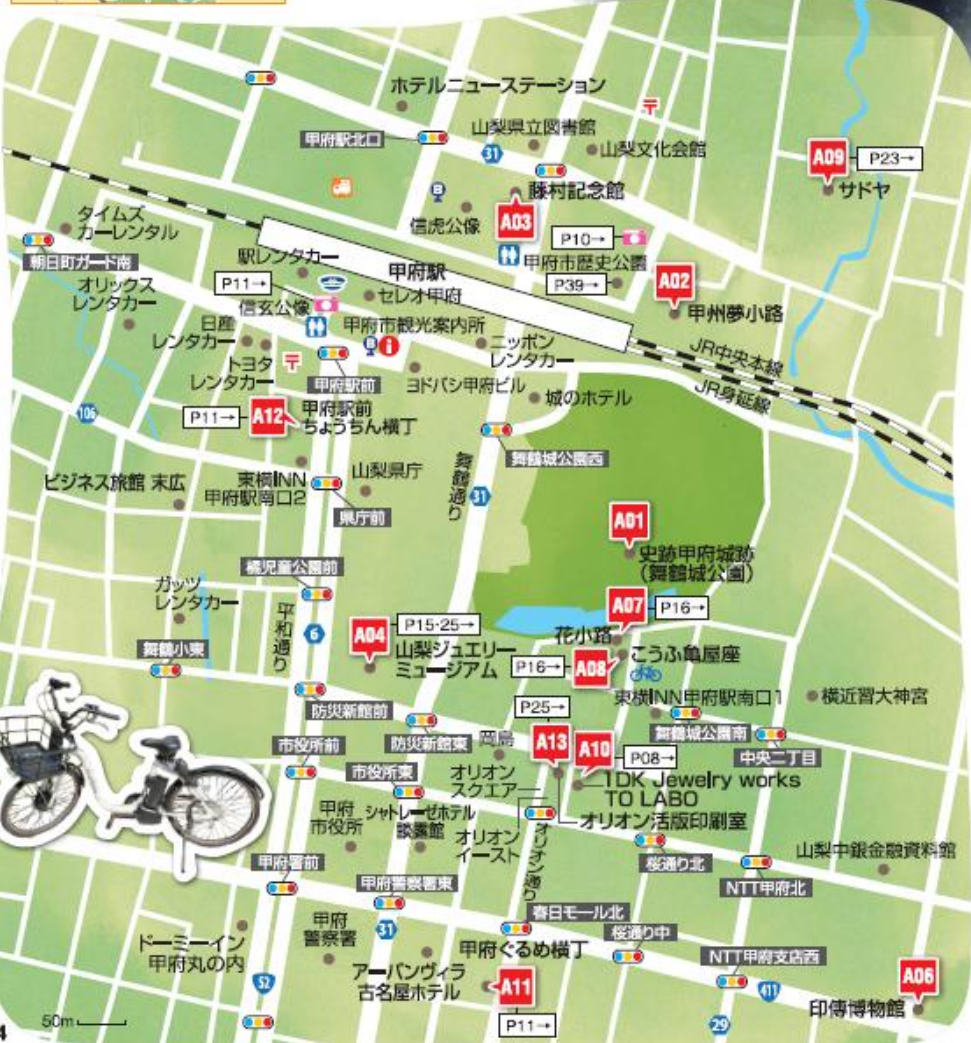 ホテルニューステーション
〒
山梨県立図書館
甲府駅北口
31
山梨文化会館
A09
P23→
サドヤ
藤村記念館
B
信虎公像
A03
タイムズ
カーレンタル
朝日町ガード南
駅レンタカー
P10→
甲府市歴史公園
P39→
A02
甲州夢小路
甲府駅
P11→
信玄公像
セレオ甲府
オリックス
レンタカー
日産
レンタカー
甲府市観光案内所
B
i
ニッポン
レンタカー
JR中央本線
JR身延線
トヨタ
レンタカー
〒
甲府駅前
ヨドバシ甲府ビル
城のホテル
106
P11→
A12
甲府駅前
ちょうちん横丁
舞鶴城公園西
舞鶴通り
31
ビジネス旅館 末広
東横INN
甲府駅南口2
山梨県庁
県庁前
A01
史跡甲府城跡
(舞鶴城公園)
橘児童公園前
ガッツ
レンタカー
平和通り
6
A07
P16→
花小路
A04
P15・25→
山梨ジュエリー
ミュージアム
舞鶴小東
P16→
A08
こうふ亀屋座
東横INN甲府駅南口1
横近習大神宮
防災新館前
P25→
舞鶴城公園南
市役所前
防災新館東
岡島
A13
A10
P08→
中央二丁目
市役所東
オリオン
スクエア
1DK Jewelry works
TO LABO
甲府
市役所
シャトレーゼホテル
談露館
オリオン
イースト
オリオン通り
オリオン活版印刷室
桜通り北
山梨中銀金融資料館
甲府署前
NTT甲府北
甲府警察署東
春日モール北
桜通り中
甲府
警察署
31
甲府ぐるめ横丁
ドーミーイン
甲府丸の内
NTT甲府支店西
52
アーバンヴィラ
古名屋ホテル
A11
411
A06
印傳博物館
P11→
29
50m
4